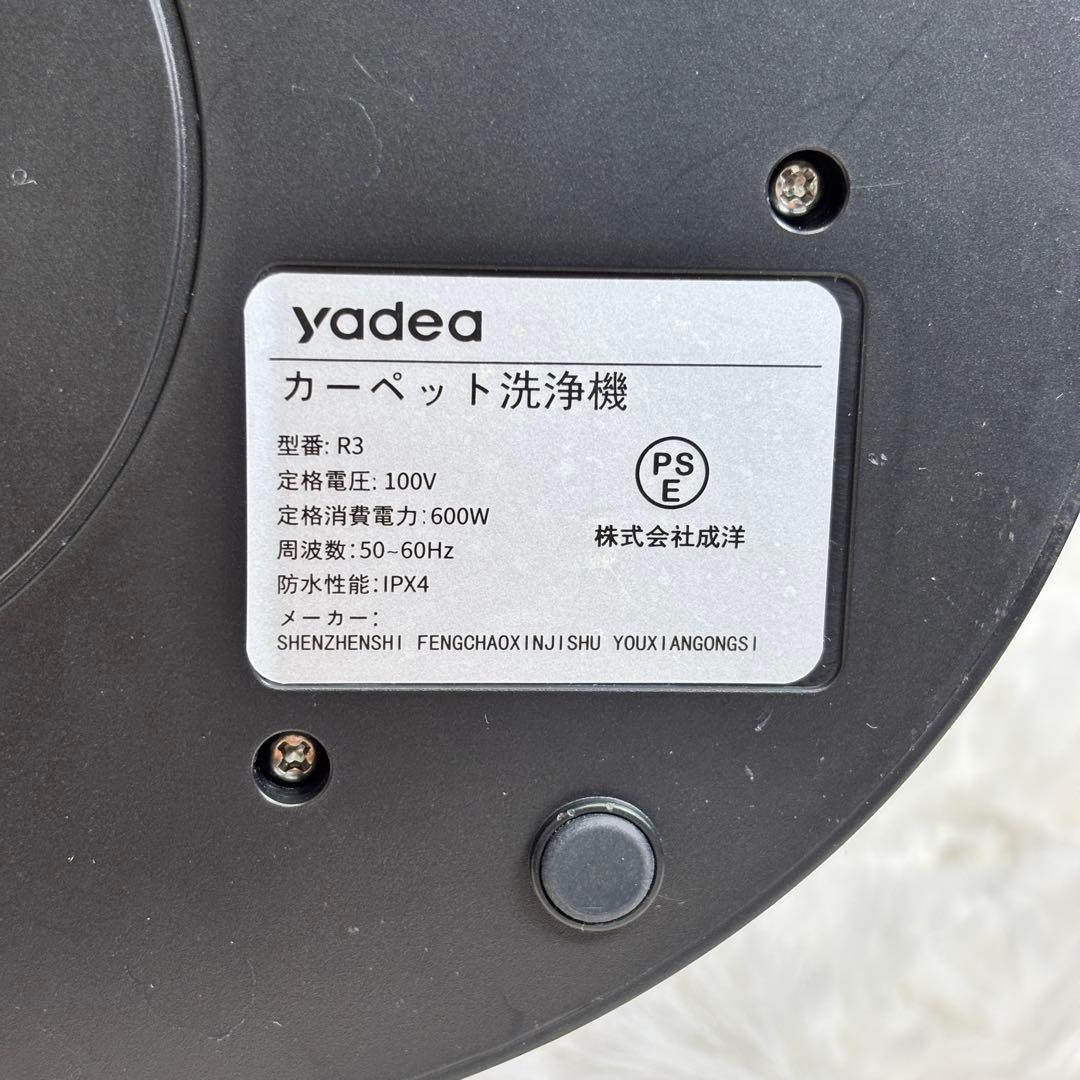 yadea
カーペット洗浄機
型番: R3
定格電圧: 100V
定格消費電力: 600W
周波数: 50~60Hz
防水性能: IPX4
メーカー:
SHENZHENSHI FENGCHAOXINJISHU YOUXIANGONGSI
PS
E
株式会社成洋